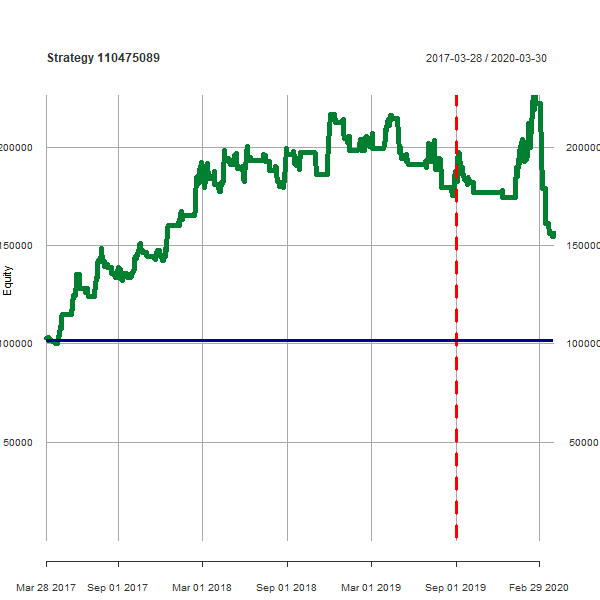 Strategy 110475089 2017-03-28 / 2020-03-30
200000 200000
150000 150000
Equity
100000 100000
50000 50000
Mar 28 2017 Sep 01 2017 Mar 01 2018 Sep 01 2018 Mar 01 2019 Sep 01 2019 Feb 29 2020